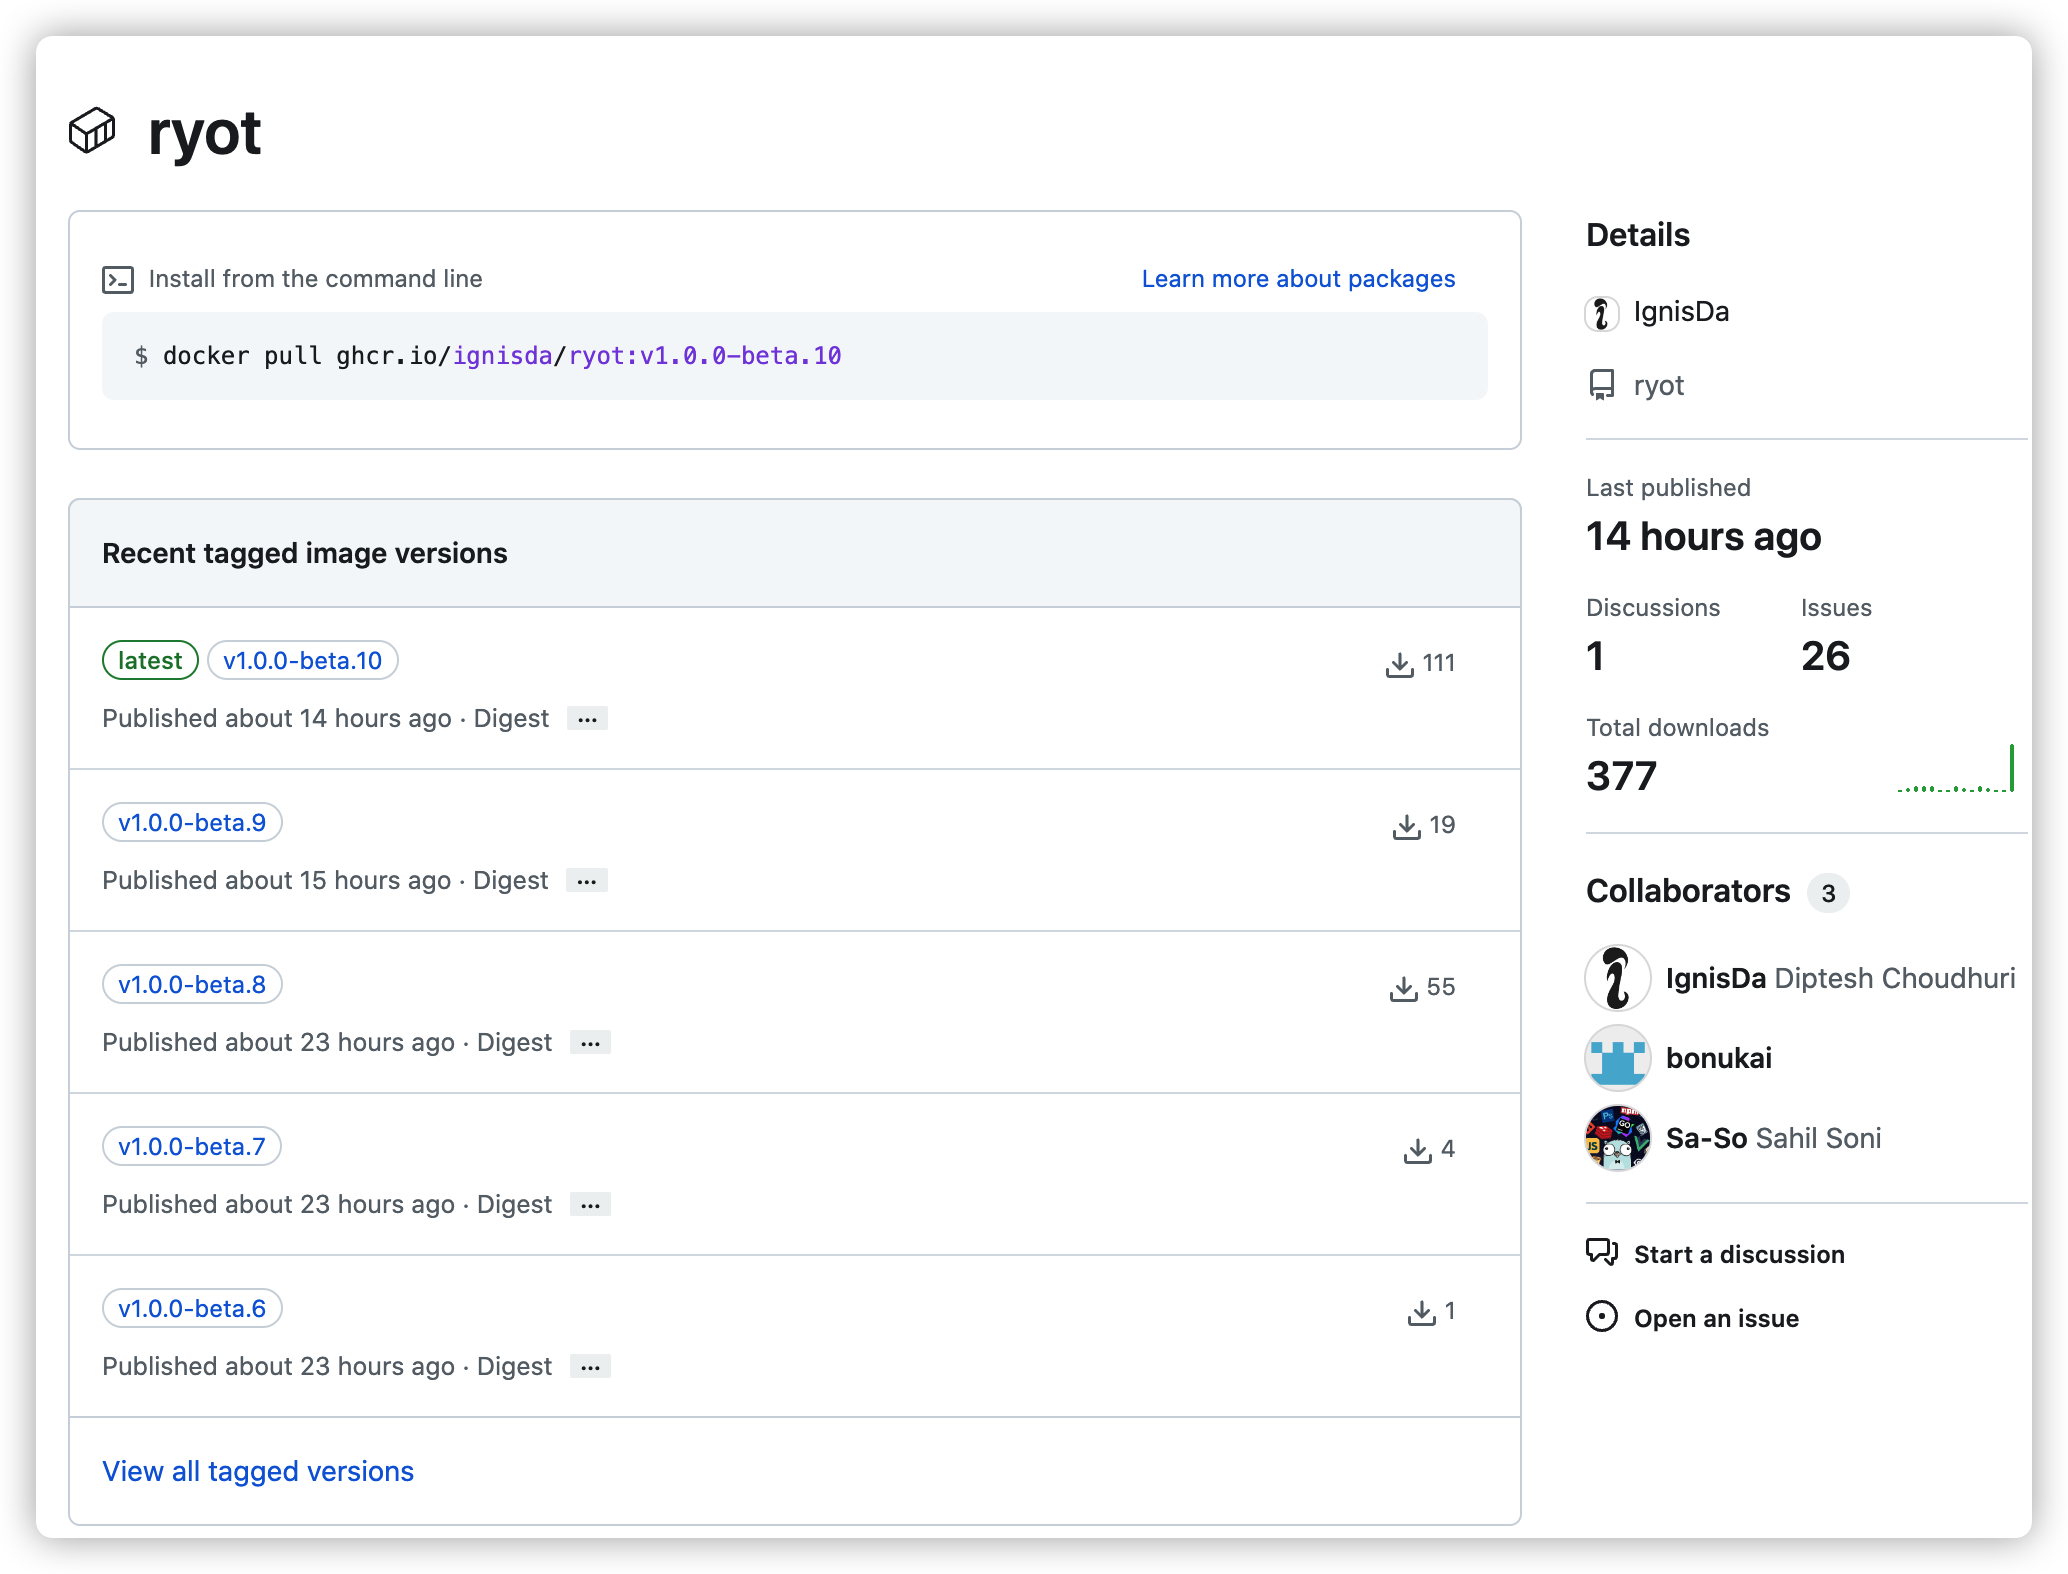 ryot
Install from the command line
Learn more about packages
$ docker pull ghcr.io/ignisda/ryot:v1.0.0-beta.10
Recent tagged image versions
latest v1.0.0-beta.10 111
Published about 14 hours ago · Digest ...
v1.0.0-beta.9 19
Published about 15 hours ago · Digest ...
v1.0.0-beta.8 55
Published about 23 hours ago · Digest ...
v1.0.0-beta.7 4
Published about 23 hours ago · Digest ...
v1.0.0-beta.6 1
Published about 23 hours ago · Digest ...
View all tagged versions
Details
IgnisDa
ryot
Last published
14 hours ago
Discussions Issues
1 26
Total downloads
377
Collaborators 3
IgnisDa Diptesh Choudhuri
bonukai
Sa-So Sahil Soni
Start a discussion
Open an issue